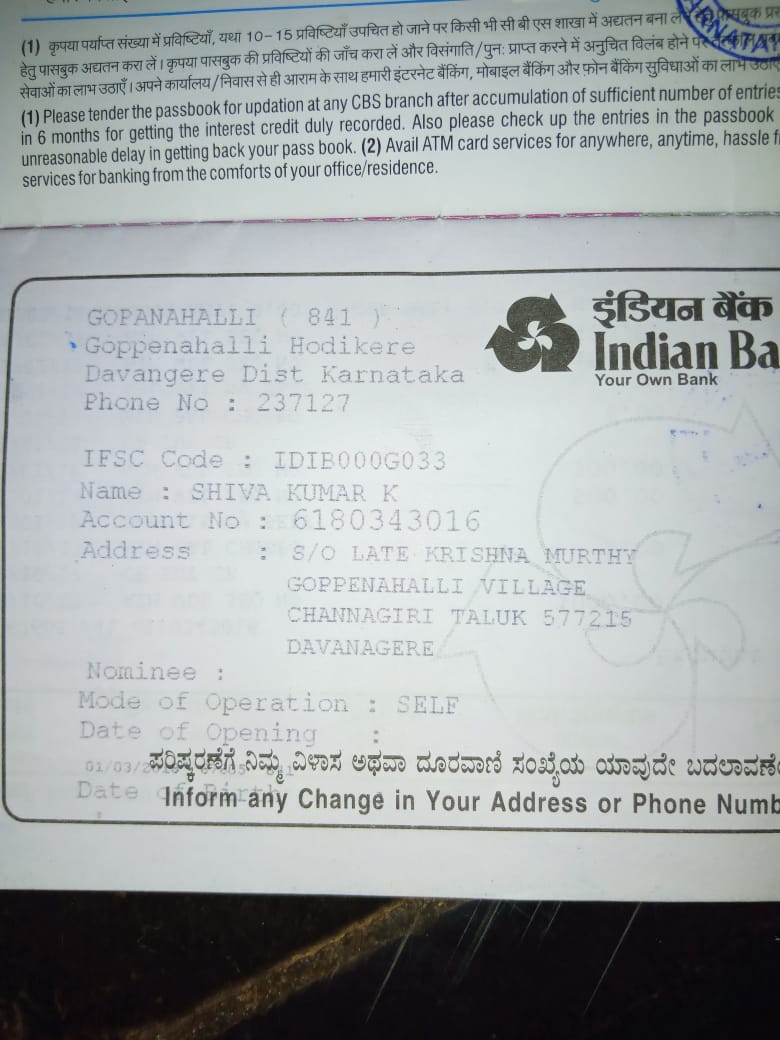 (1) कृपया पर्याप्त संख्या में प्रविष्टियाँ, यथा 10-15 प्रविष्टियाँ उपचित हो जाने पर किसी भी सी बी एस शाखा में अद्यतन बना
हेतु पासबुक अद्यतन करा लें। कृपया पासबुक की प्रविष्टियों की जाँच करा लें और विसंगति/पुनः प्राप्त करने में अनुचित विलंब होने पर
सेवाओं का लाभ उठाएँ। अपने कार्यालय/निवास से ही आराम के साथ हमारी इंटरनेट बैंकिंग, मोबाइल बैंकिंग और फ़ोन बैंकिंग सुविधाओं का लाभ उठाएँ
(1) Please tender the passbook for updation at any CBS branch after accumulation of sufficient number of entries
in 6 months for getting the interest credit duly recorded. Also please check up the entries in the passbook
unreasonable delay in getting back your pass book. (2) Avail ATM card services for anywhere, anytime, hassle f
services for banking from the comforts of your office/residence.
इंडियन बैंक
Indian Ba
Your Own Bank
GOPANAHALLI ( 841 )
Goppenahalli Hodikere
Davangere Dist Karnataka
Phone No : 237127
IFSC Code : IDIB000G033
Name : SHIVA KUMAR K
Account No : 6180343016
Address : S/O LATE KRISHNA MURTHY
GOPPENAHALLI VILLAGE
CHANNAGIRI TALUK 577215
DAVANAGERE
Nominee :
Mode of Operation : SELF
Date of Opening :
01/03/
ಪರಿಷ್ಕರಣೆಗೆ ನಿಮ್ಮ ವಿಳಾಸ ಅಥವಾ ದೂರವಾಣಿ ಸಂಖ್ಯೆಯ ಯಾವುದೇ ಬದಲಾವಣೆ
Date of Birth
Inform any Change in Your Address or Phone Numb